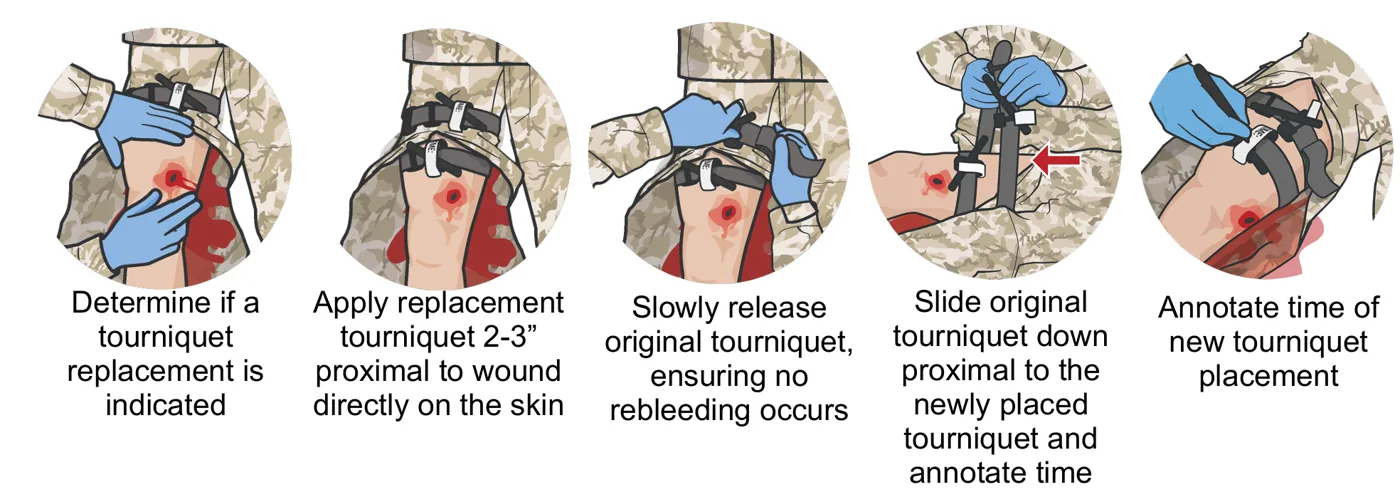 Determine if a
tourniquet
replacement is
indicated
Apply replacement
tourniquet 2-3”
proximal to wound
directly on the skin
Slowly release
original tourniquet,
ensuring no
rebleeding occurs
Slide original
tourniquet down
proximal to the
newly placed
tourniquet and
annotate time
Annotate time of
new tourniquet
placement